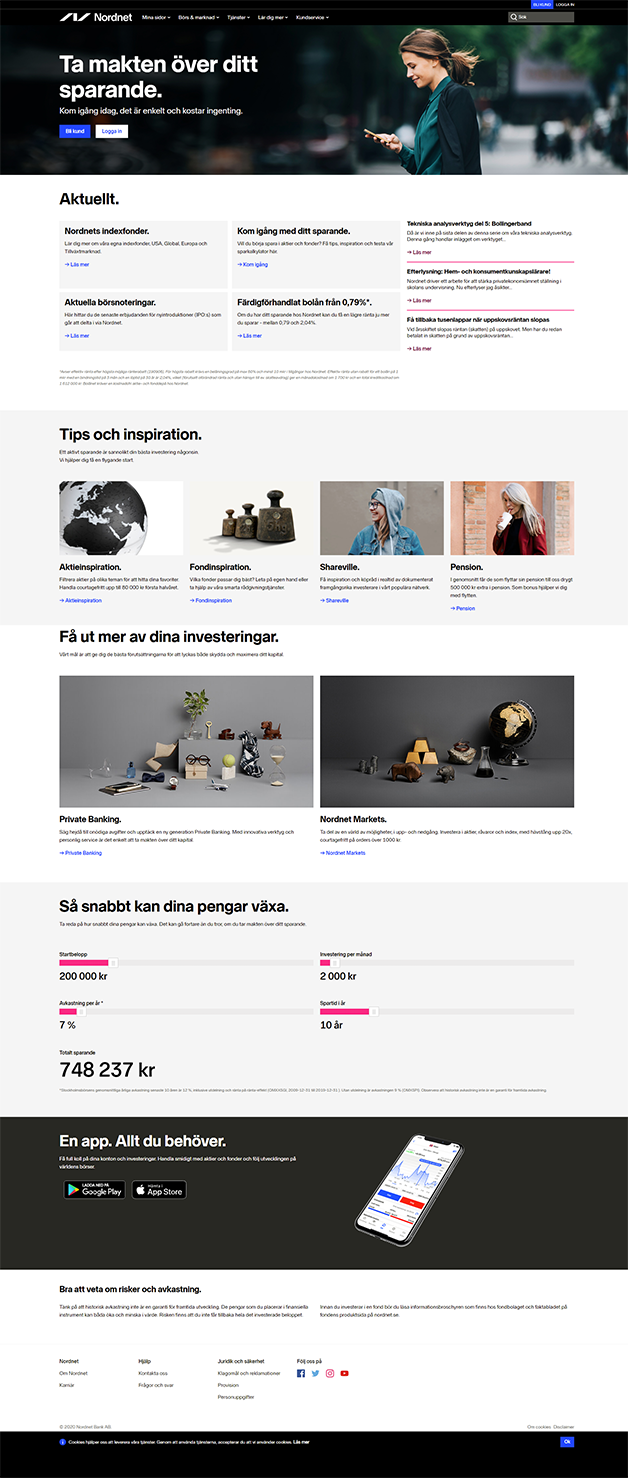 BLI KUND LOGGA IN
Nordnet Mina sidor Börs & marknad Tjänster Lär dig mer Kundservice Sök
Ta makten över ditt
sparande.
Kom igång idag, det är enkelt och kostar ingenting.
Bli kund Logga in
Aktuellt.
Nordnets indexfonder.
Lär dig mer om våra egna indexfonder, USA, Global, Europa och
Tillväxtmarknad.
→ Läs mer
Kom igång med ditt sparande.
Vill du börja spara i aktier och fonder? Få tips, inspiration och testa vår
sparkalkylator här.
→ Kom igång
Aktuella börsnoteringar.
Här hittar du de senaste erbjudanden för nyintroduktioner (IPO:s) som
går att delta i via Nordnet.
→ Läs mer
Färdigförhandlat bolån från 0,79%*.
Om du har ditt sparande hos Nordnet kan du få en lägre ränta ju mer
du sparar - mellan 0,79 och 2,04%.
→ Läs mer
Tekniska analysverktyg del 5: Bollingerband
Då är vi inne på sista delen av denna serie om våra tekniska analysverktyg.
Denna gång handlar inlägget om verktyget...
→ Läs mer
Efterlysning: Hem- och konsumentkunskapslärare!
Nordnet driver ett arbete för att stärka privatekonomiämnet ställning i
skolans undervisning. Nu efterlyser jag åsikter...
→ Läs mer
Få tillbaka tusenlappar när uppskovsräntan slopas
Vid årsskiftet slopas räntan (skatten) på uppskovet. Men har du redan
betalat in skatten på grund av uppskovsräntan...
→ Läs mer
Tips och inspiration.
Ett aktivt sparande är sannolikt din bästa investering någonsin.
Vi hjälper dig få en flygande start.
Aktieinspiration.
Filtrera aktier på olika teman för att hitta dina favoriter
Handla courtagefritt upp till 80 000 kr första halvåret.
→ Aktieinspiration
Fondinspiration.
Vilka fonder passar dig bäst? Leta på egen hand eller
ta hjälp av våra smarta rådgivningstjänster.
→ Fondinspiration
Shareville.
Få inspiration och köpråd i realtid av dokumenterat
framgångsrika investerare i vårt populära nätverk.
→ Shareville
Pension.
I genomsnitt får de som flyttar sin pension till oss drygt
500 000 kr extra i pension. Som bonus hjälper vi dig
med flytten.
→ Pension
Få ut mer av dina investeringar.
Vårt mål är att ge dig de bästa förutsättningarna för att lyckas både skydda och maximera ditt kapital.
Private Banking.
Säg hejdå till onödiga avgifter och upptäck en ny generation Private Banking. Med innovativa verktyg och
personlig service är det enkelt att ta makten över ditt kapital.
→ Private Banking
Nordnet Markets.
Ta del av en värld av möjligheter, i upp- och nedgång. Investera i aktier, råvaror och index, med hävstång upp 20x,
courtagefritt på orders över 1000 kr.
→ Nordnet Markets
Så snabbt kan dina pengar växa.
Ta reda på hur snabbt dina pengar kan växa. Det kan gå fortare än du tror, om du tar makten över ditt sparande.
Startbelopp
200 000 kr
Investering per månad
2 000 kr
Avkastning per år *
7 %
Spartid i år
10 år
Totalt sparande
748 237 kr
En app. Allt du behöver.
Få full koll på dina konton och investeringar. Handla smidigt med aktier och fonder och följ utvecklingen på
världens börser.
LADDA NED PÅ
Google Play
Hämta i
App Store
Bra att veta om risker och avkastning.
Tänk på att historisk avkastning inte är en garanti för framtida utveckling. De pengar som du placerar i finansiella
instrument kan både öka och minska i värde. Risken finns att du inte får tillbaka hela det investerade beloppet.
Innan du investerar i en fond bör du läsa informationsbroschyren som finns hos fondbolaget och faktabladet på
fondens produktsida på nordnet.se.
Nordnet
Om Nordnet
Karriär
Hjälp
Kontakta oss
Frågor och svar
Juridik och säkerhet
Klagomål och reklamationer
Provision
Personuppgifter
Följ oss på
© 2020 Nordnet Bank AB. Om cookies Disclaimer
Cookies hjälper oss att leverera våra tjänster. Genom att använda tjänsterna, accepterar du att vi använder cookies. Läs mer Ok